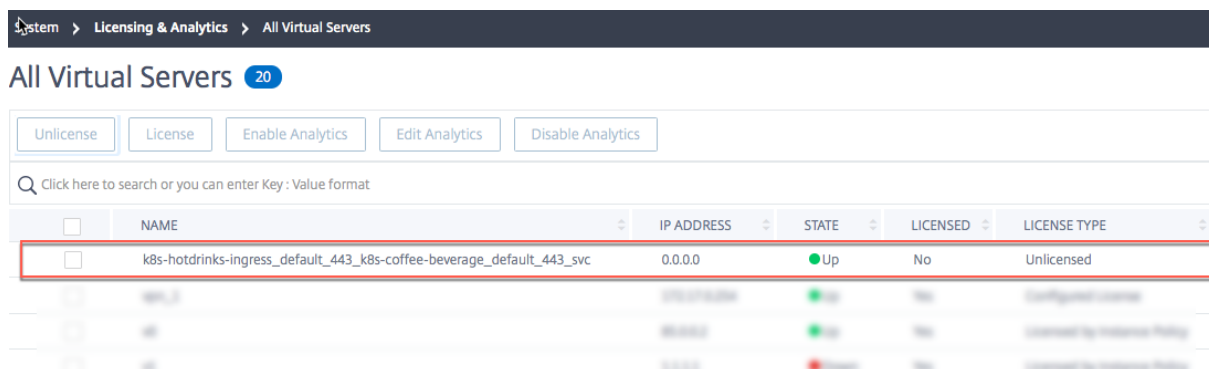 System > Licensing & Analytics > All Virtual Servers
All Virtual Servers 20
Unlicense License Enable Analytics Edit Analytics Disable Analytics
Click here to search or you can enter Key : Value format
NAME IP ADDRESS STATE LICENSED LICENSE TYPE
k8s-hotdrinks-ingress_default_443_k8s-coffee-beverage_default_443_svc 0.0.0.0 Up No Unlicensed